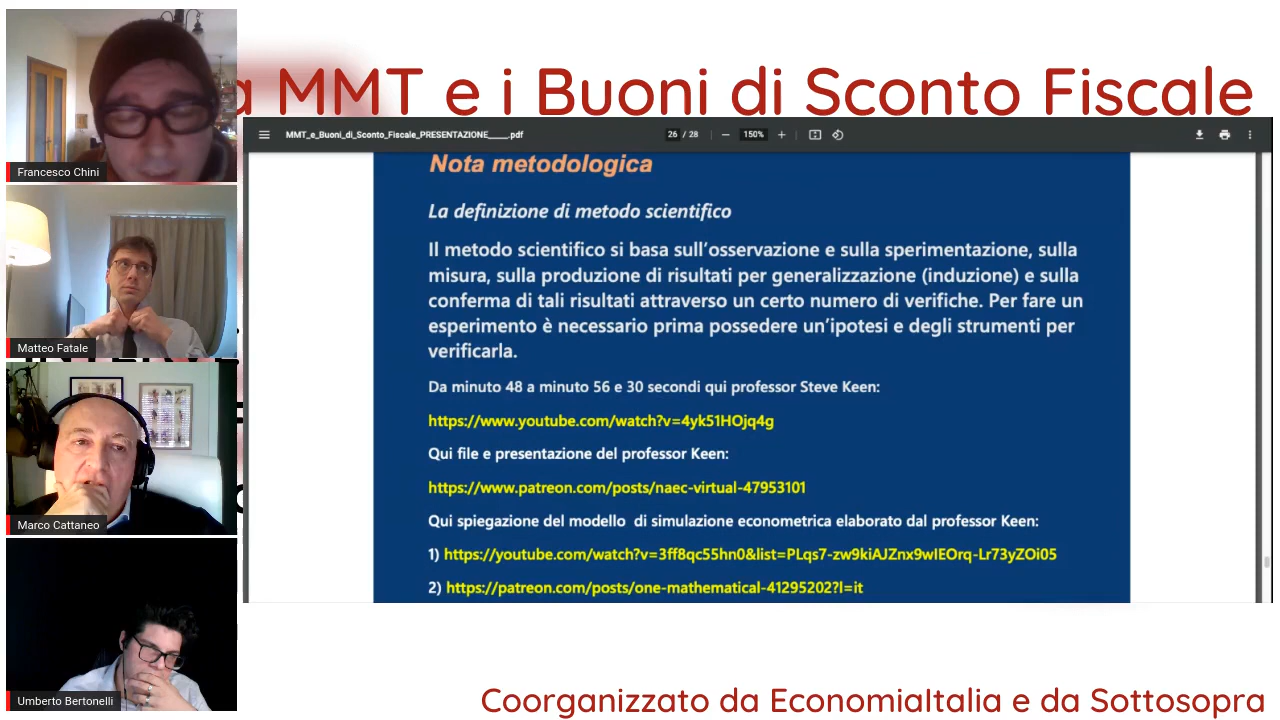 a MMT e i Buoni di Sconto Fiscale
MMT_e_Buoni_di_Sconto_Fiscale_PRESENTAZIONE____.pdf
26 / 28
150%
Nota metodologica
La definizione di metodo scientifico
Il metodo scientifico si basa sull'osservazione e sulla sperimentazione, sulla
misura, sulla produzione di risultati per generalizzazione (induzione) e sulla
conferma di tali risultati attraverso un certo numero di verifiche. Per fare un
esperimento è necessario prima possedere un'ipotesi e degli strumenti per
verificarla.
Da minuto 48 a minuto 56 e 30 secondi qui professor Steve Keen:
https://www.youtube.com/watch?v=4yk51HOjq4g
Qui file e presentazione del professor Keen:
https://www.patreon.com/posts/naec-virtual-47953101
Qui spiegazione del modello di simulazione econometrica elaborato dal professor Keen:
1) https://youtube.com/watch?v=3ff8qc55hn0&list=PLqs7-zw9kiAJZnx9wIEOrq-Lr73yZOi05
2) https://patreon.com/posts/one-mathematical-41295202?l=it
Francesco Chini
Matteo Fatale
Marco Cattaneo
Umberto Bertonelli
Coorganizzato da EconomiaItalia e da Sottosopra